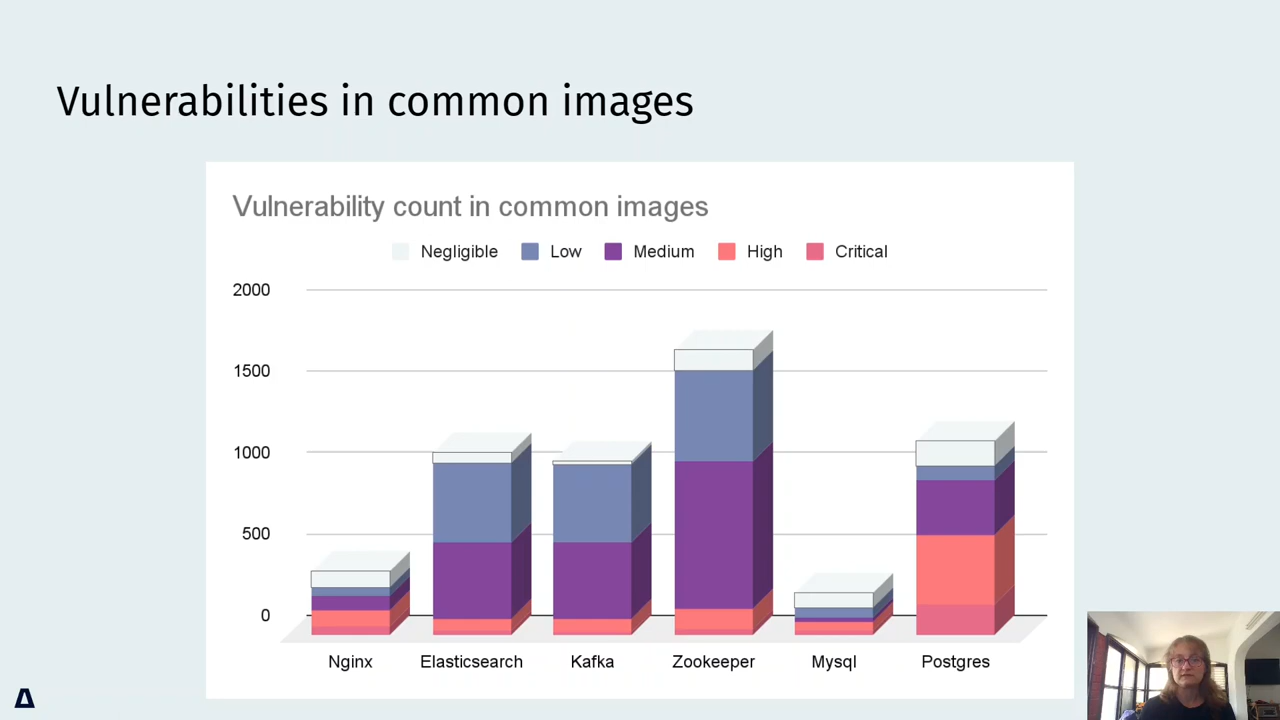 Vulnerabilities in common images
Vulnerability count in common images
Negligible Low Medium High Critical
2000
1500
1000
500
0
Nginx Elasticsearch Kafka Zookeeper Mysql Postgres